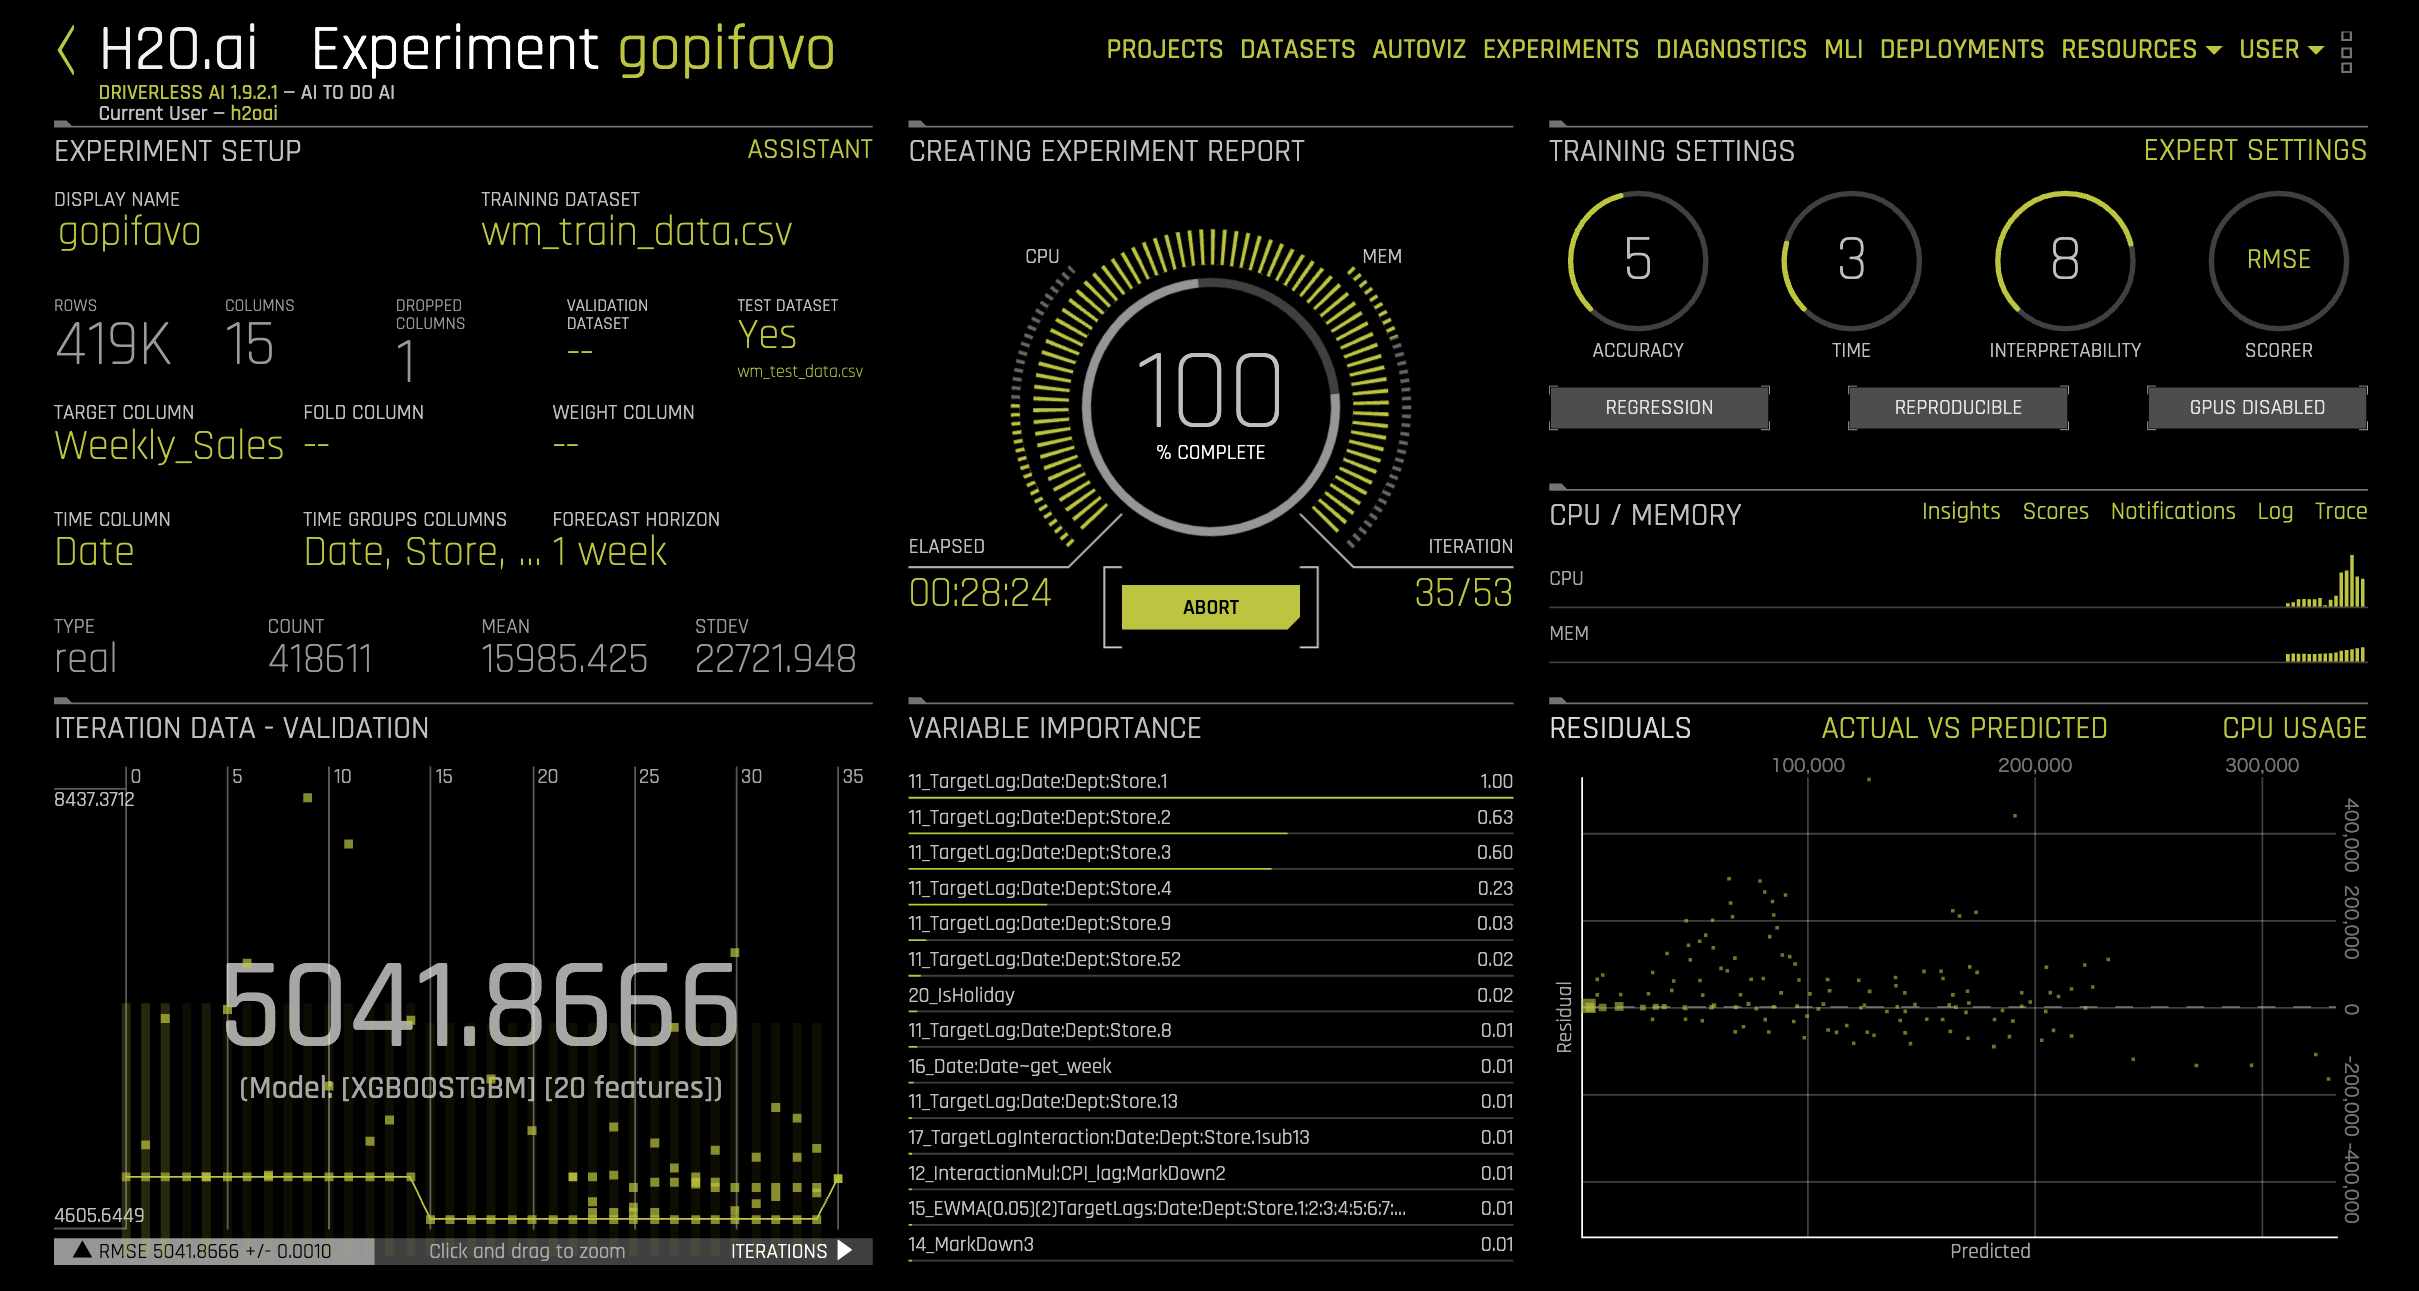 H2O.ai Experiment gopifavo
DRIVERLESS AI 1.9.2.1 – AI TO DO AI
Current User – h2oai
PROJECTS DATASETS AUTOVIZ EXPERIMENTS DIAGNOSTICS MLI DEPLOYMENTS RESOURCES USER
EXPERIMENT SETUP ASSISTANT
DISPLAY NAME TRAINING DATASET
gopifavo wm_train_data.csv
ROWS COLUMNS DROPPED COLUMNS VALIDATION DATASET TEST DATASET
419K 15 1 -- Yes
wm_test_data.csv
TARGET COLUMN FOLD COLUMN WEIGHT COLUMN
Weekly_Sales -- --
TIME COLUMN TIME GROUPS COLUMNS FORECAST HORIZON
Date Date, Store, ... 1 week
TYPE COUNT MEAN STDEV
real 418611 15985.425 22721.948
CREATING EXPERIMENT REPORT
CPU MEM
100
% COMPLETE
ELAPSED ITERATION
00:28:24 35/53
ABORT
TRAINING SETTINGS EXPERT SETTINGS
5 3 8 RMSE
ACCURACY TIME INTERPRETABILITY SCORER
REGRESSION REPRODUCIBLE GPUS DISABLED
CPU / MEMORY Insights Scores Notifications Log Trace
CPU
MEM
ITERATION DATA - VALIDATION
0 5 10 15 20 25 30 35
8437.3712
5041.8666
(Model: [XGBOOSTGBM] [20 features])
4605.6449
RMSE 5041.8666 +/- 0.0010 Click and drag to zoom ITERATIONS
VARIABLE IMPORTANCE
11_TargetLag:Date:Dept:Store.1 1.00
11_TargetLag:Date:Dept:Store.2 0.63
11_TargetLag:Date:Dept:Store.3 0.60
11_TargetLag:Date:Dept:Store.4 0.23
11_TargetLag:Date:Dept:Store.9 0.03
11_TargetLag:Date:Dept:Store.52 0.02
20_IsHoliday 0.02
11_TargetLag:Date:Dept:Store.8 0.01
16_Date:Date~get_week 0.01
11_TargetLag:Date:Dept:Store.13 0.01
17_TargetLagInteraction:Date:Dept:Store.1sub13 0.01
12_InteractionMul:CPI_lag:MarkDown2 0.01
15_EWMA(0.05)(2)TargetLags:Date:Dept:Store.1:2:3:4:5:6:7:... 0.01
14_MarkDown3 0.01
RESIDUALS ACTUAL VS PREDICTED CPU USAGE
100,000 200,000 300,000
400,000
200,000
0
-200,000
-400,000
Residual
Predicted